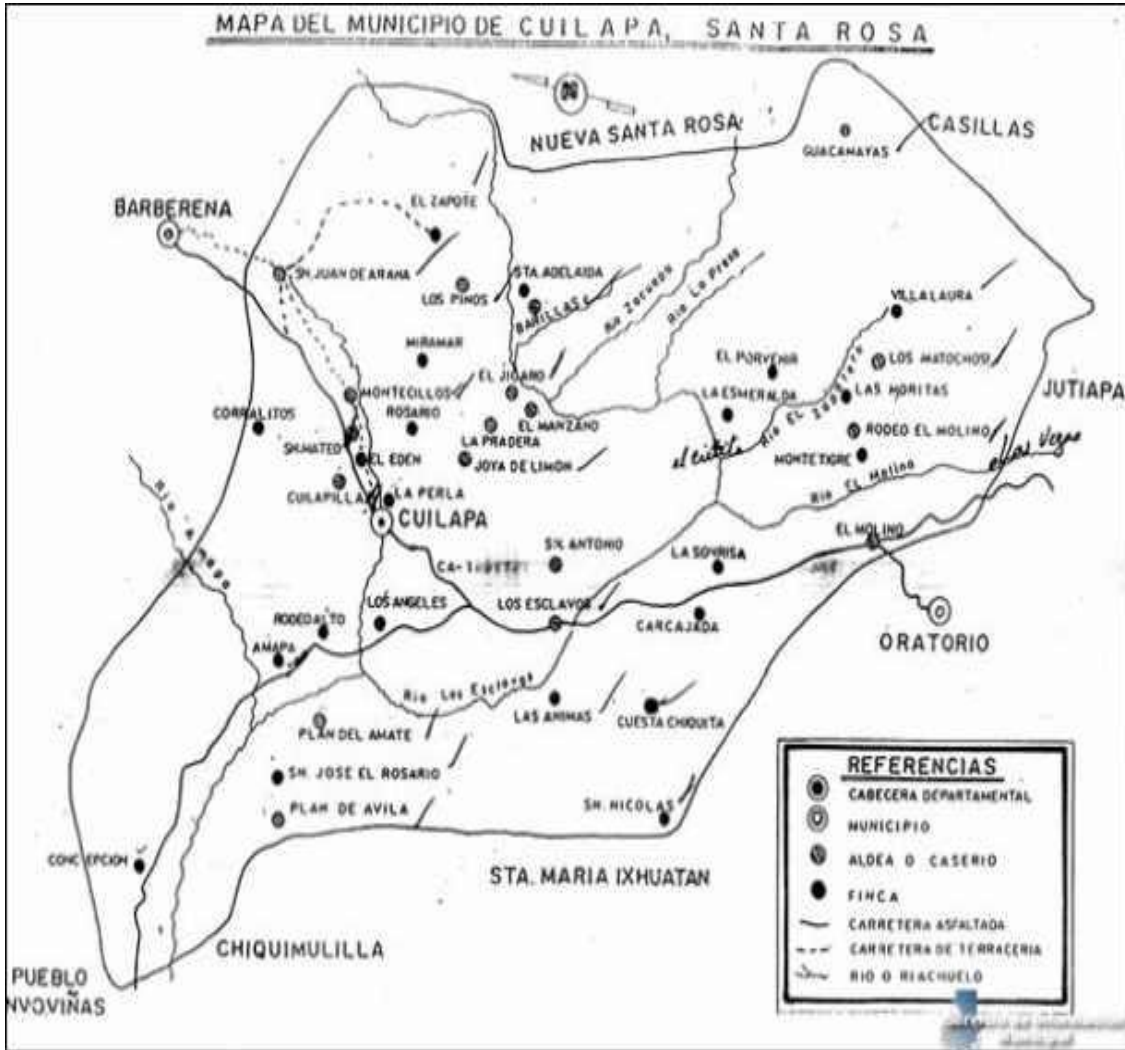 MAPA DEL MUNICIPIO DE CUILAPA, SANTA ROSA
NUEVA SANTA ROSA
CASILLAS
GUACAMAYAS
EL ZAPOTE
BARBERENA
SN. JUAN DE ARANA
STA. ADELAIDA
LOS PINOS
BARILLAS
Rio La Presa
VILLA LAURA
MIRAMAR
EL PORVENIR
LOS MATOCHOS
EL JICARO
JUTIAPA
MONTECILLOS
LA ESMERALDA
Rio El
LAS MORITAS
CORRALITOS
ROSARIO
EL MANZANO
RODEO EL MOLINO
SN. MATEO
LA PRADERA
EL EDEN
JOYA DE LIMON
MONTETIGRE
CUILAPILLA
LA PERLA
Rio El Molino
CUILAPA
EL MOLINO
SN. ANTONIO
LA SONRISA
LOS ANGELES
LOS ESCLAVOS
RODEO ALTO
CARCAJADA
ORATORIO
AMAPA
Rio Los Esclavos
LAS ANIMAS
CUESTA CHIQUITA
PLAN DEL AMATE
SN. JOSE EL ROSARIO
PLAN DE AVILA
SN. NICOLAS
CONCEPCION
STA. MARIA IXHUATAN
CHIQUIMULILLA
PUEBLO
NVO VIÑAS
REFERENCIAS
CABECERA DEPARTAMENTAL
MUNICIPIO
ALDEA O CASERIO
FINCA
CARRETERA ASFALTADA
CARRETERA DE TERRACERIA
RIO O RIACHUELO